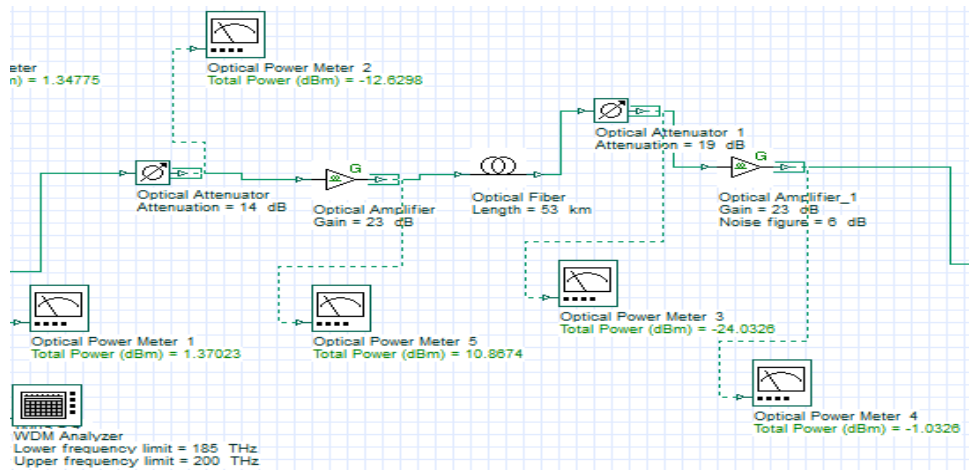 Optical Power Meter 2
Total Power (dBm) = -12.6298
eter
m) = 1.34775
Optical Attenuator
Attenuation = 14 dB
G
Optical Amplifier
Gain = 23 dB
Optical Fiber
Length = 53 km
Optical Attenuator 1
Attenuation = 19 dB
G
Optical Amplifier_1
Gain = 23 dB
Noise figure = 6 dB
Optical Power Meter 1
Total Power (dBm) = 1.37023
Optical Power Meter 5
Total Power (dBm) = 10.8674
Optical Power Meter 3
Total Power (dBm) = -24.0326
Optical Power Meter 4
Total Power (dBm) = -1.0326
WDM Analyzer
Lower frequency limit = 185 THz
Upper frequency limit = 200 THz